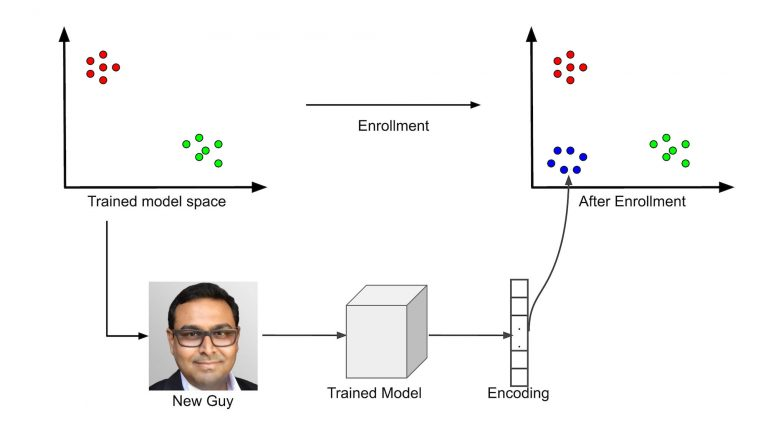 Enrollment
Trained model space
After Enrollment
New Guy
Trained Model
Encoding